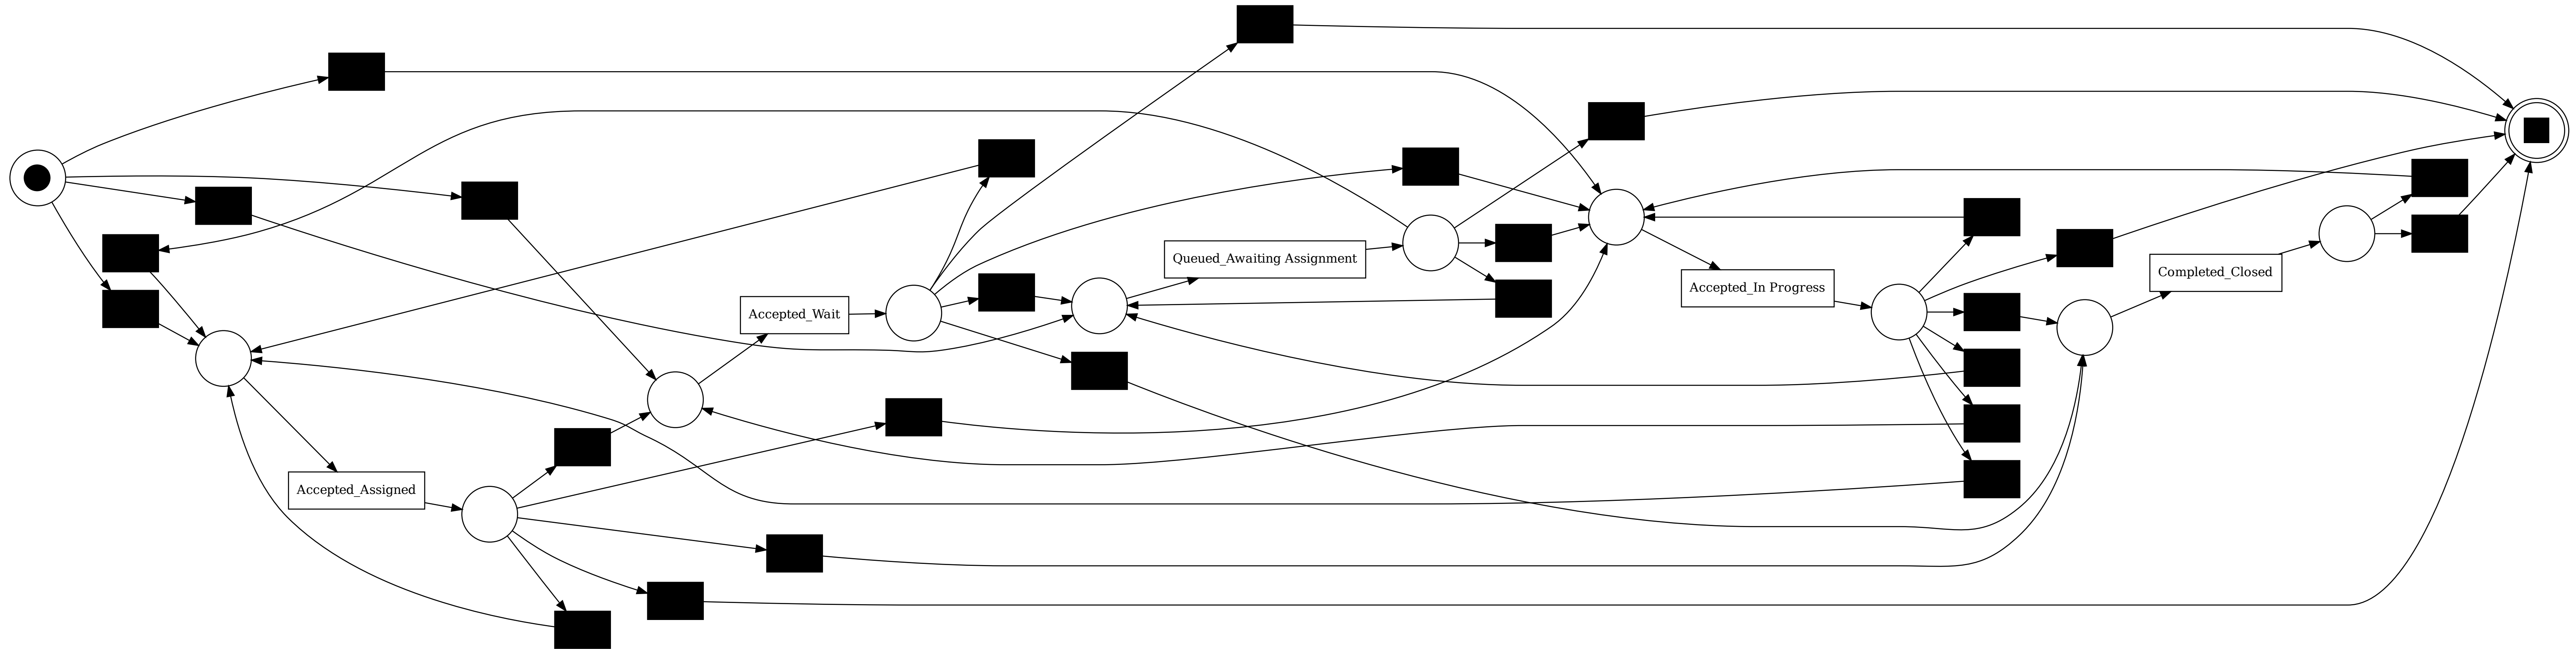 Accepted_Assigned
Accepted_Wait
Queued_Awaiting Assignment
Accepted_In Progress
Completed_Closed